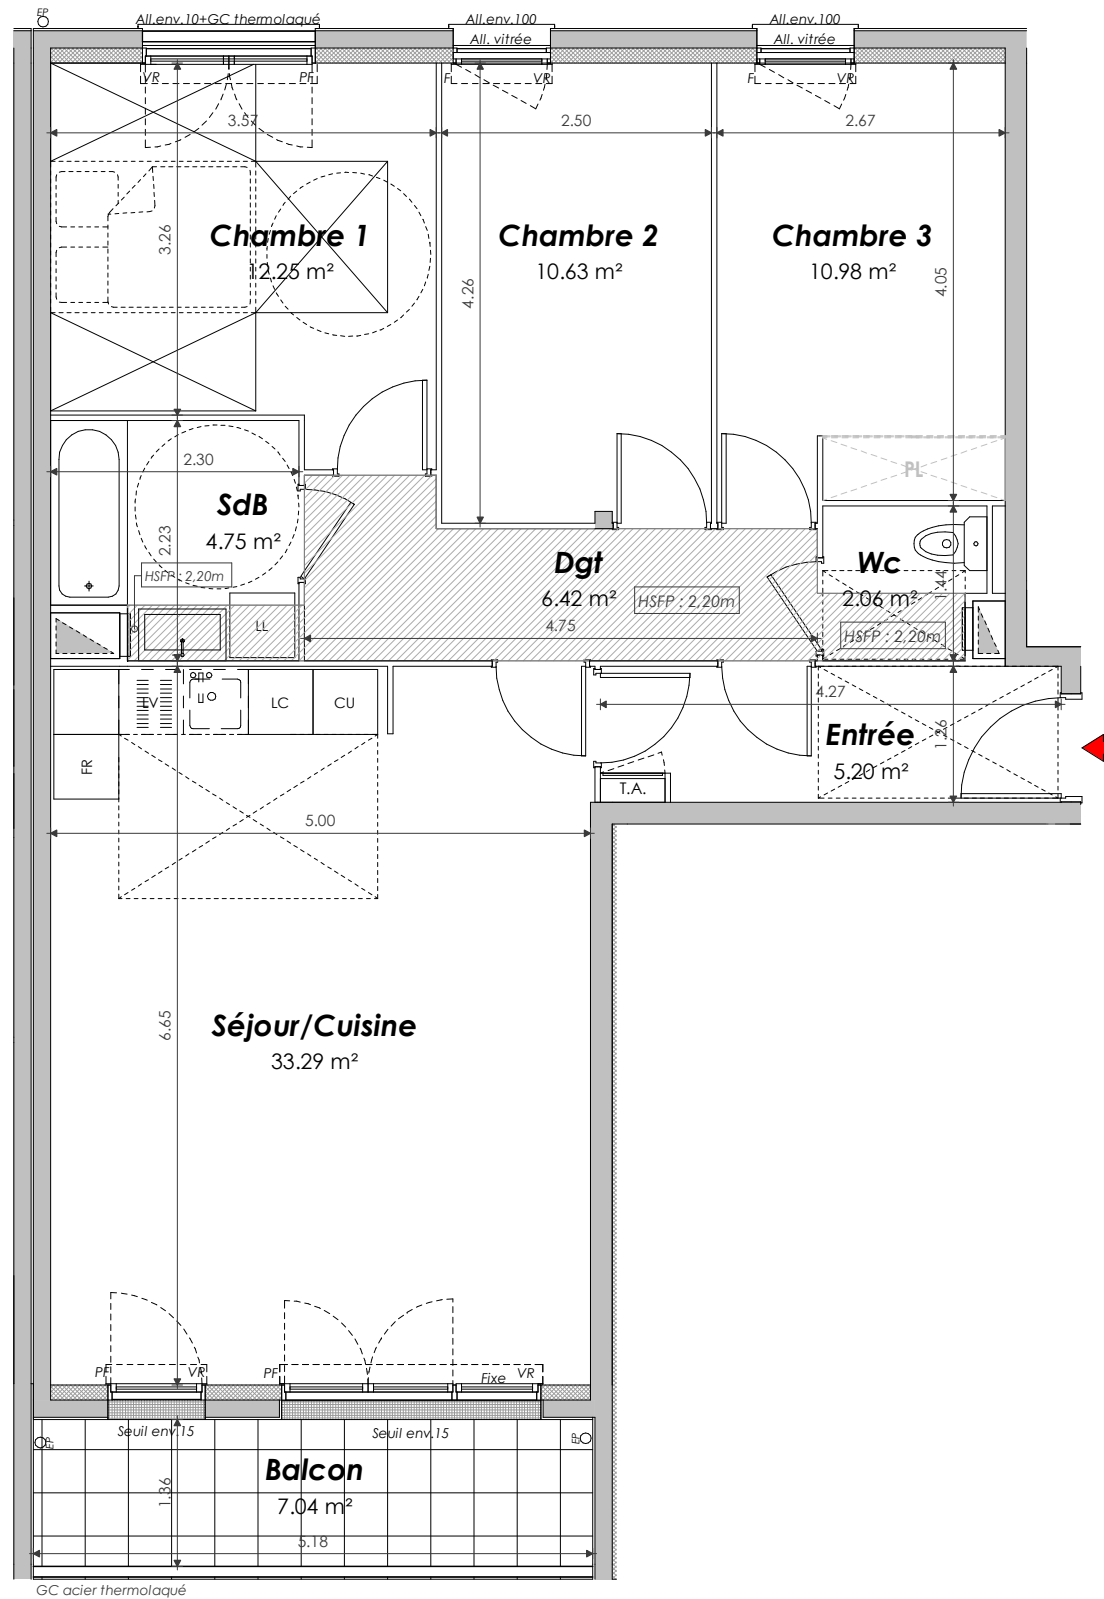 EP
All.env.10+GC thermolaqué
All.env.100
All.env.100
All. vitrée
All. vitrée
VR
PF
F
VR
F
VR
3.57
2.50
2.67
3.26
Chambre 1
12.25 m²
Chambre 2
10.63 m²
Chambre 3
10.98 m²
4.26
4.05
2.30
PL
SdB
4.75 m²
2.23
HSFP : 2,20m
LL
Dgt
6.42 m²
HSFP : 2,20m
4.75
Wc
2.06 m²
1.44
HSFP : 2,20m
LV
LC
CU
FR
4.27
Entrée
5.20 m²
1.26
T.A.
5.00
6.65
Séjour/Cuisine
33.29 m²
PF
VR
PF
Fixe
VR
Seuil env.15
Seuil env.15
EP
EP
Balcon
7.04 m²
1.36
5.18
GC acier thermolaqué